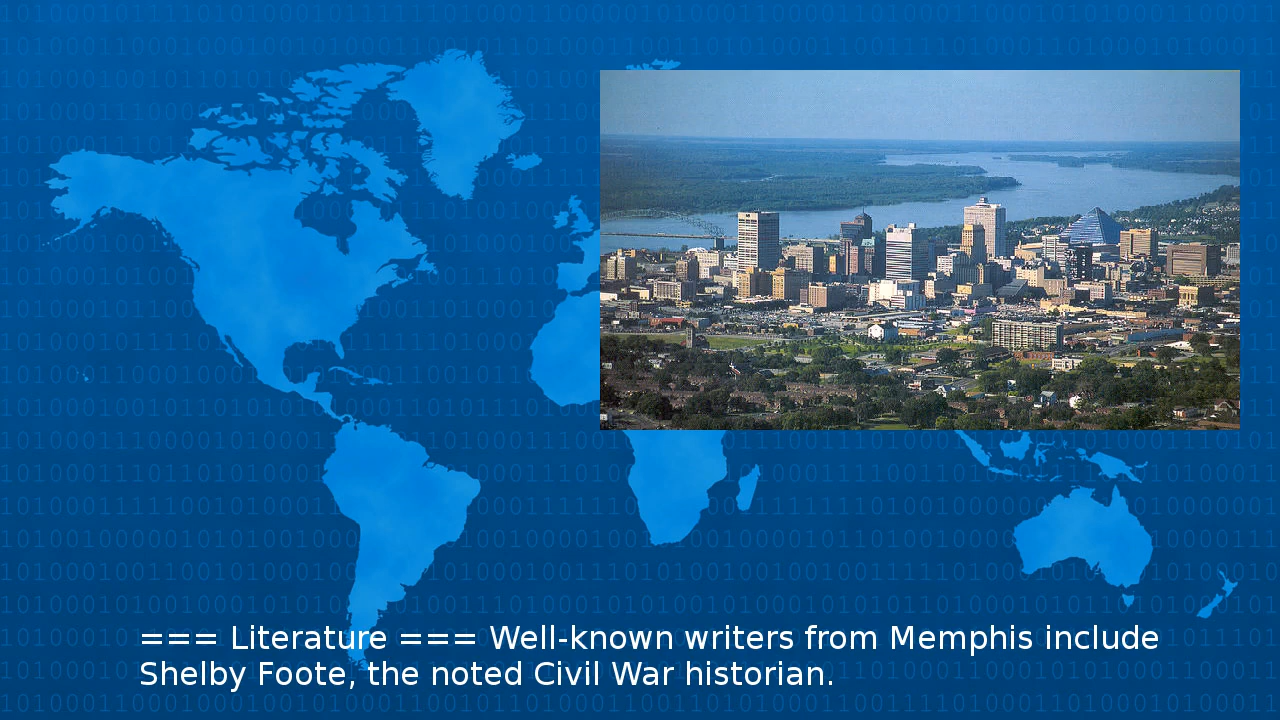 === Literature === Well-known writers from Memphis include
Shelby Foote, the noted Civil War historian.